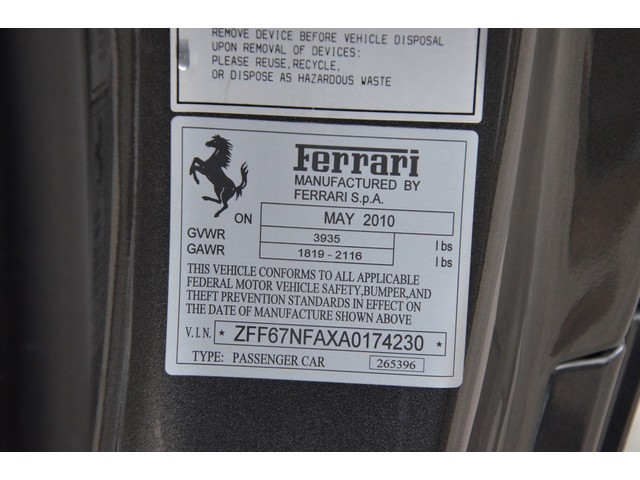 REMOVE DEVICE BEFORE VEHICLE DISPOSAL
UPON REMOVAL OF DEVICES:
PLEASE REUSE,RECYCLE,
OR DISPOSE AS HAZARDOUS WASTE
Ferrari
MANUFACTURED BY
FERRARI S.p.A.
ON MAY 2010
GVWR 3935 lbs
GAWR 1819 - 2116 lbs
THIS VEHICLE CONFORMS TO ALL APPLICABLE
FEDERAL MOTOR VEHICLE SAFETY,BUMPER,AND
THEFT PREVENTION STANDARDS IN EFFECT ON
THE DATE OF MANUFACTURE SHOWN ABOVE
V.I.N. * ZFF67NFAXA0174230 *
TYPE: PASSENGER CAR 265396